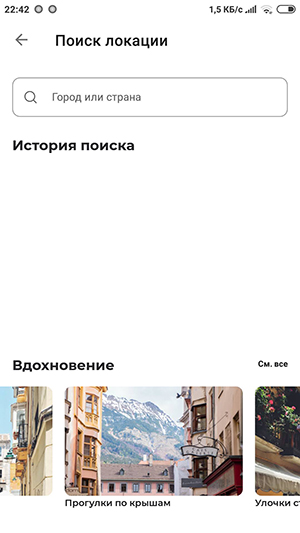 22:42 1,5 КБ/с
Поиск локации
Город или страна
История поиска
Вдохновение См. все
Прогулки по крышам Улочки ст